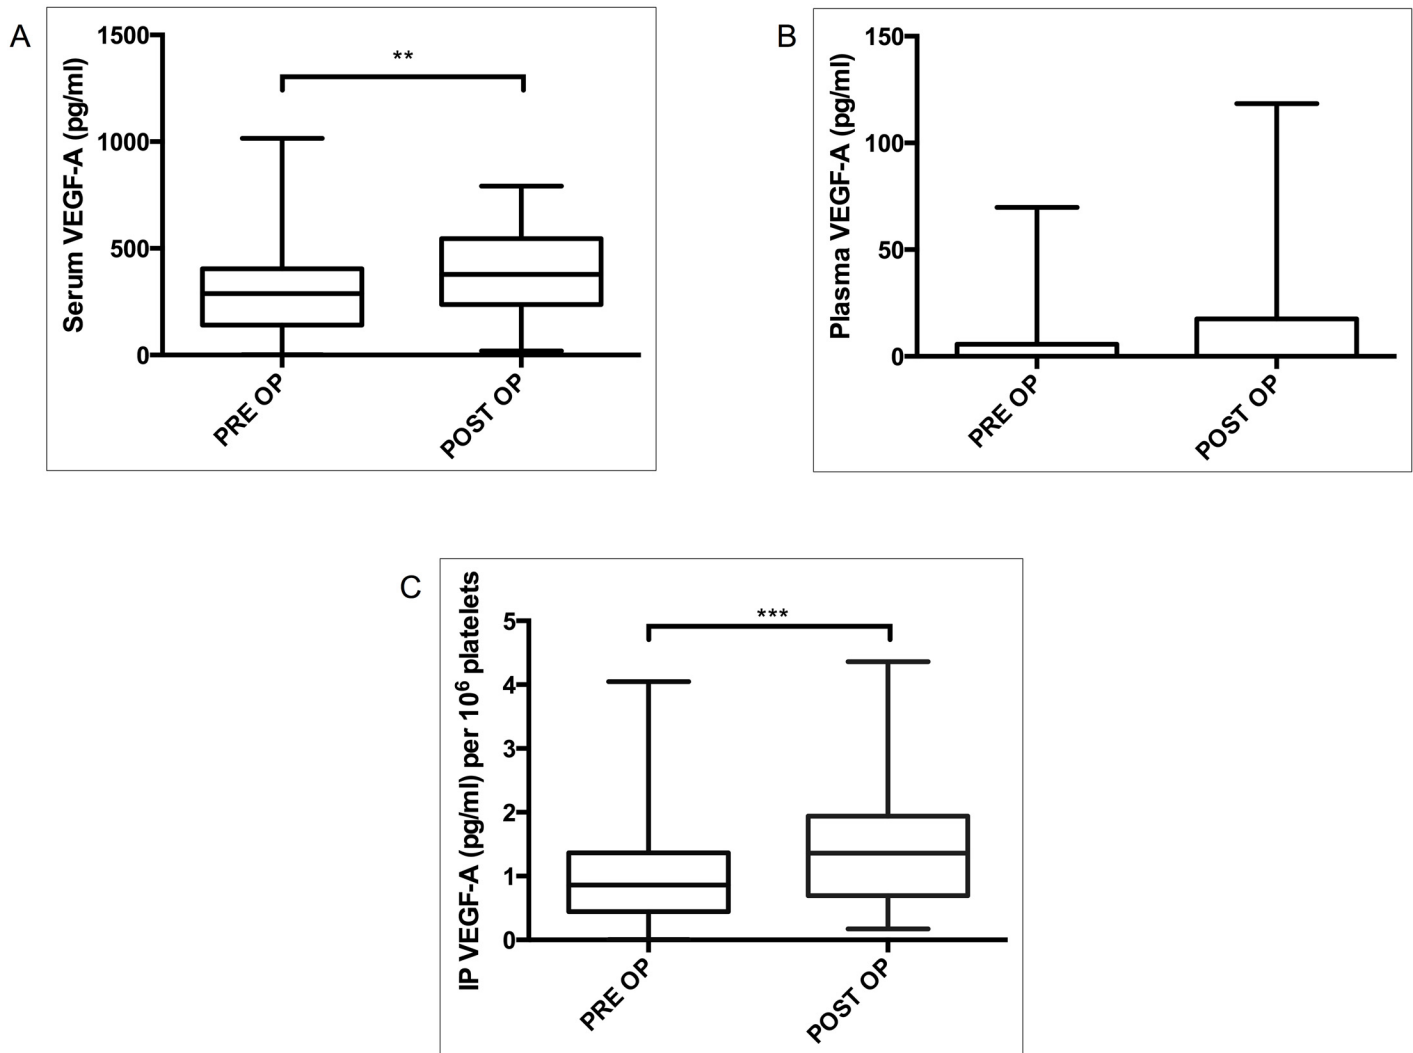 A
Serum VEGF-A (pg/ml)
1500
1000
500
0
**
PRE OP
POST OP
B
Plasma VEGF-A (pg/ml)
150
100
50
0
PRE OP
POST OP
C
IP VEGF-A (pg/ml) per 10⁶ platelets
5
4
3
2
1
0
***
PRE OP
POST OP